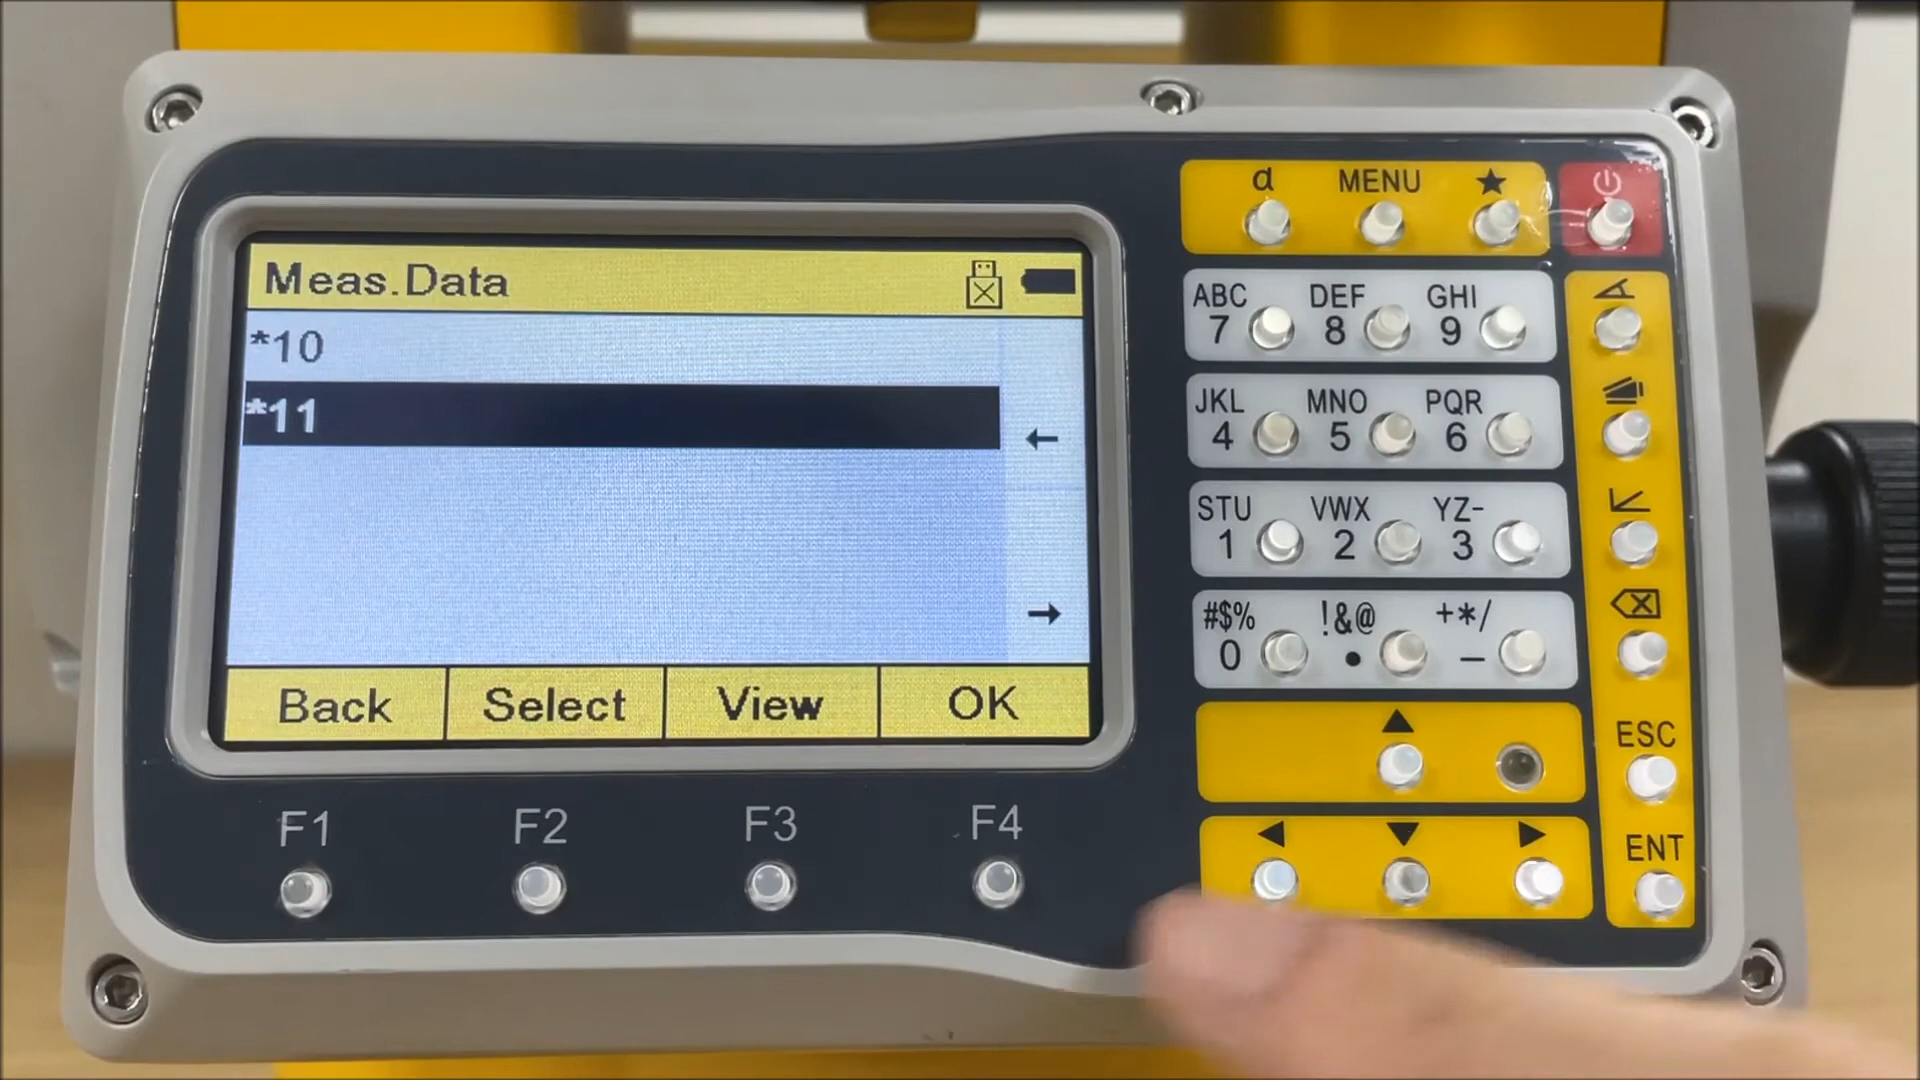 Meas.Data
*10
*11
←
→
Back Select View OK
F1 F2 F3 F4
α MENU ★
ABC DEF GHI
7 8 9
JKL MNO PQR
4 5 6
STU VWX YZ-
1 2 3
#$% !&@ +*/
0 • –
▲
◀ ▼ ▶
ESC
ENT